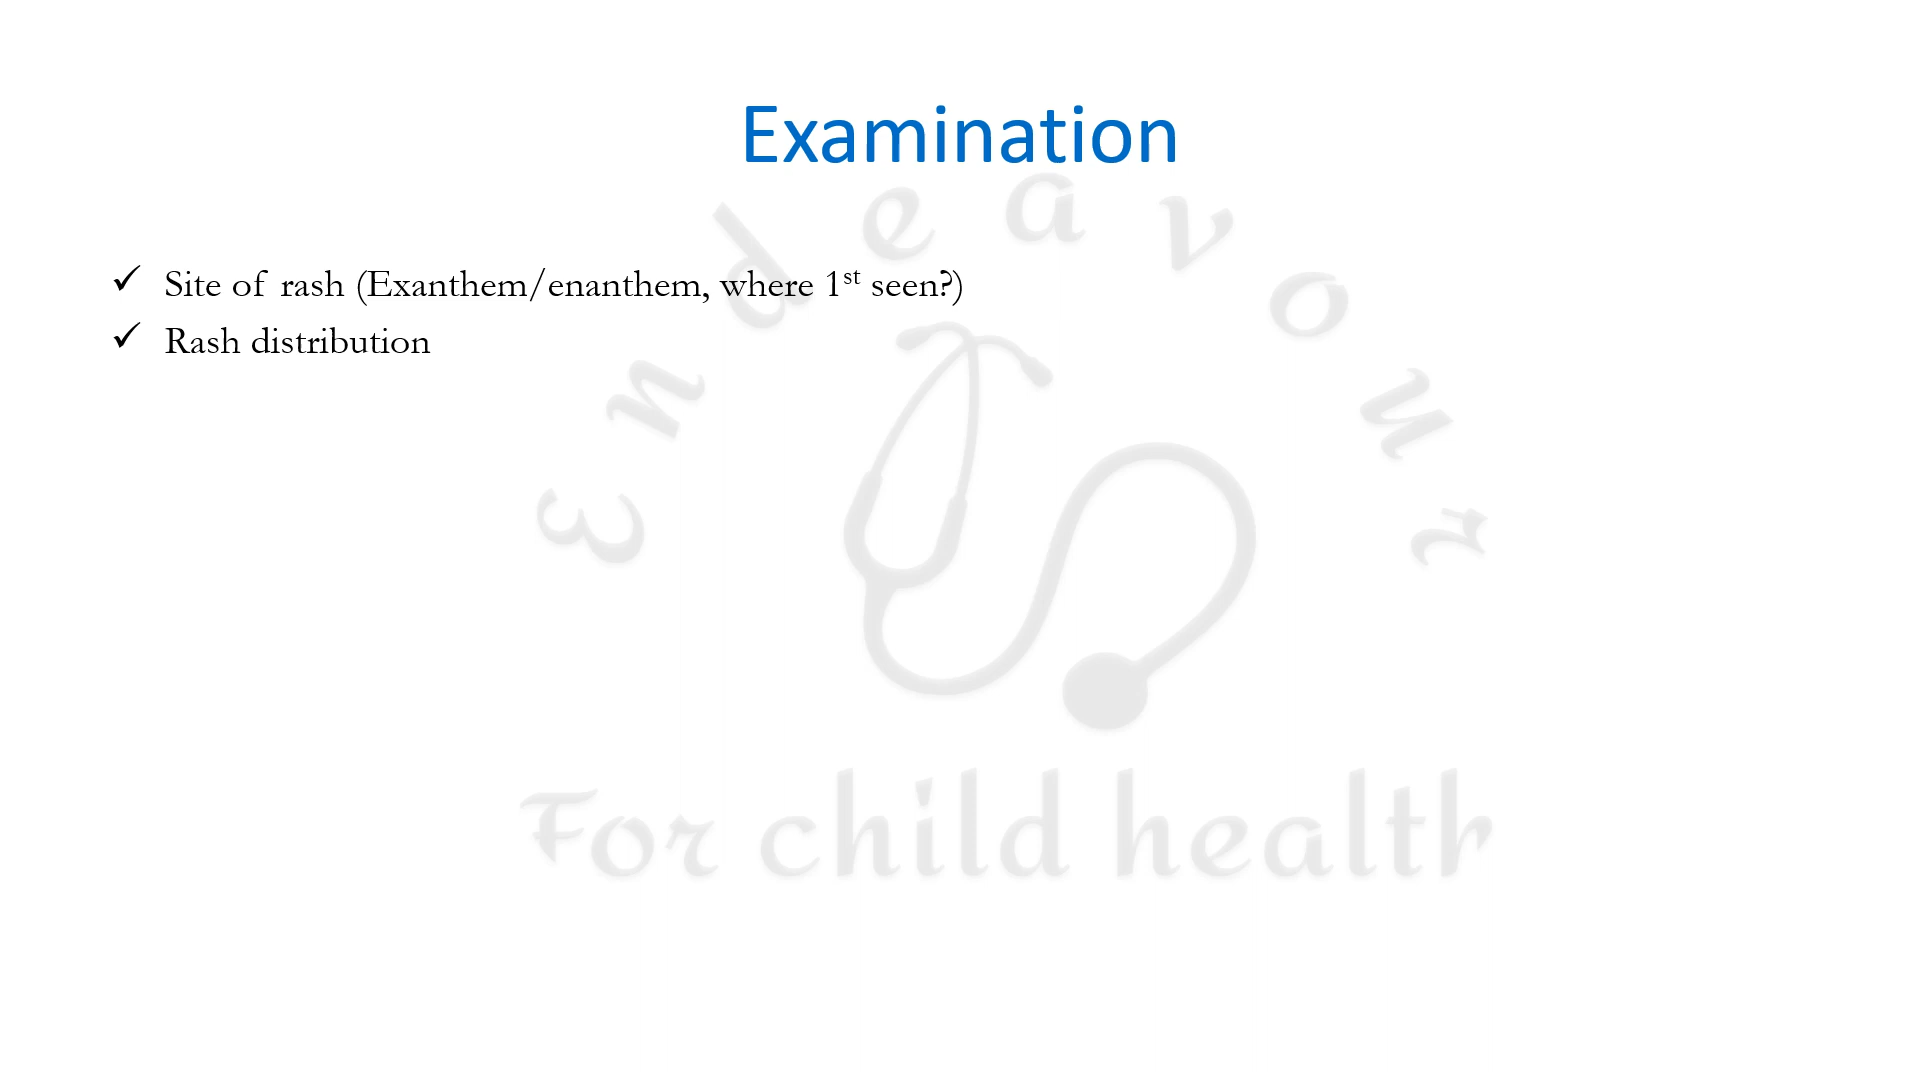 Examination
✓ Site of rash (Exanthem/enanthem, where 1st seen?)
✓ Rash distribution
Endeavour
For child health